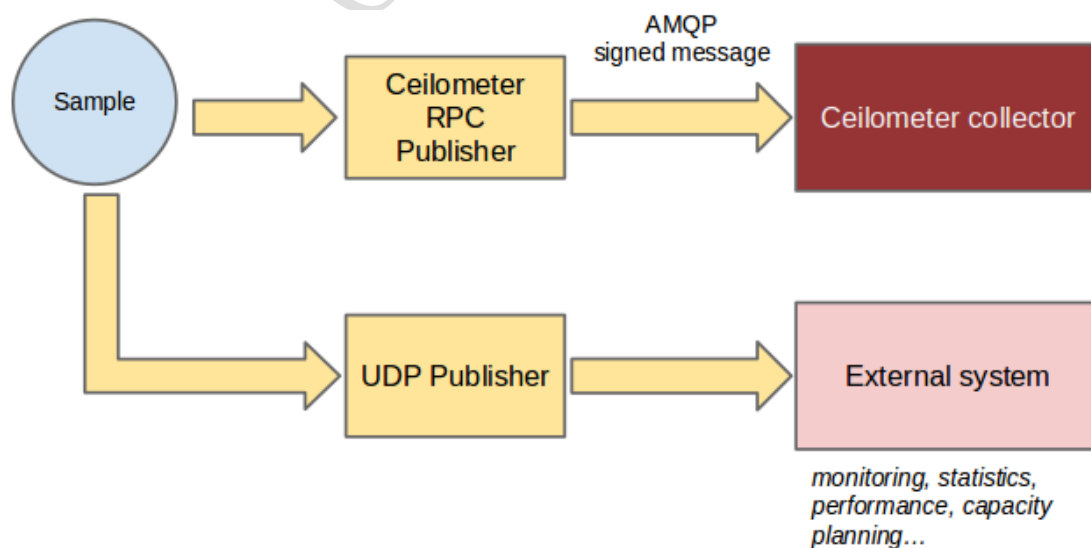 Sample
Ceilometer
RPC
Publisher
AMQP
signed message
Ceilometer collector
UDP Publisher
External system
monitoring, statistics,
performance, capacity
planning...